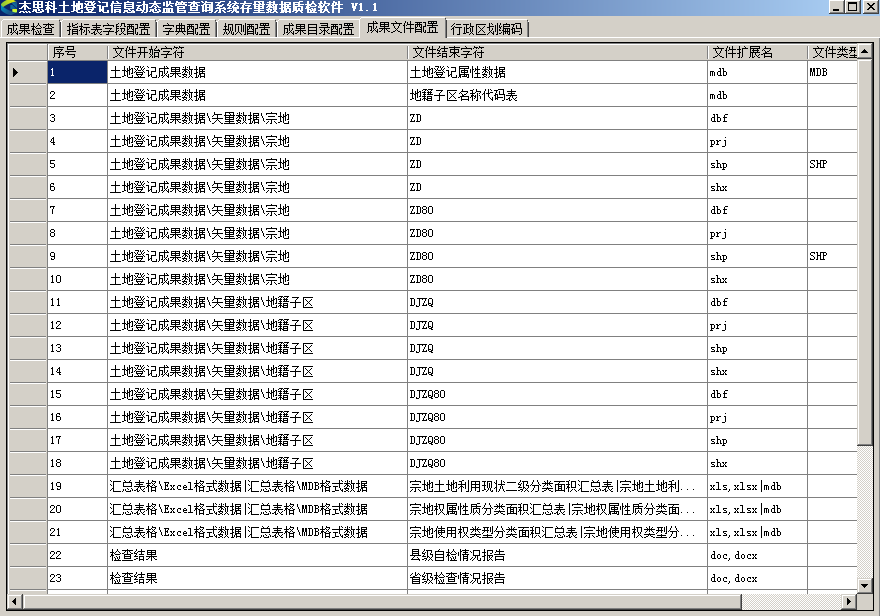 杰思科土地登记信息动态监管查询系统存量数据质检软件 V1.1
成果检查 指标表字段配置 字典配置 规则配置 成果目录配置 成果文件配置 行政区划编码
序号 文件开始字符 文件结束字符 文件扩展名 文件类型
1 土地登记成果数据 土地登记属性数据 mdb MDB
2 土地登记成果数据 地籍子区名称代码表 mdb
3 土地登记成果数据\矢量数据\宗地 ZD dbf
4 土地登记成果数据\矢量数据\宗地 ZD prj
5 土地登记成果数据\矢量数据\宗地 ZD shp SHP
6 土地登记成果数据\矢量数据\宗地 ZD shx
7 土地登记成果数据\矢量数据\宗地 ZD80 dbf
8 土地登记成果数据\矢量数据\宗地 ZD80 prj
9 土地登记成果数据\矢量数据\宗地 ZD80 shp SHP
10 土地登记成果数据\矢量数据\宗地 ZD80 shx
11 土地登记成果数据\矢量数据\地籍子区 DJZQ dbf
12 土地登记成果数据\矢量数据\地籍子区 DJZQ prj
13 土地登记成果数据\矢量数据\地籍子区 DJZQ shp
14 土地登记成果数据\矢量数据\地籍子区 DJZQ shx
15 土地登记成果数据\矢量数据\地籍子区 DJZQ80 dbf
16 土地登记成果数据\矢量数据\地籍子区 DJZQ80 prj
17 土地登记成果数据\矢量数据\地籍子区 DJZQ80 shp
18 土地登记成果数据\矢量数据\地籍子区 DJZQ80 shx
19 汇总表格\Excel格式数据|汇总表格\MDB格式数据 宗地土地利用现状二级分类面积汇总表|宗地土地利... xls,xlsx|mdb
20 汇总表格\Excel格式数据|汇总表格\MDB格式数据 宗地权属性质分类面积汇总表|宗地权属性质分类面... xls,xlsx|mdb
21 汇总表格\Excel格式数据|汇总表格\MDB格式数据 宗地使用权类型分类面积汇总表|宗地使用权类型分... xls,xlsx|mdb
22 检查结果 县级自检情况报告 doc,docx
23 检查结果 省级检查情况报告 doc,docx